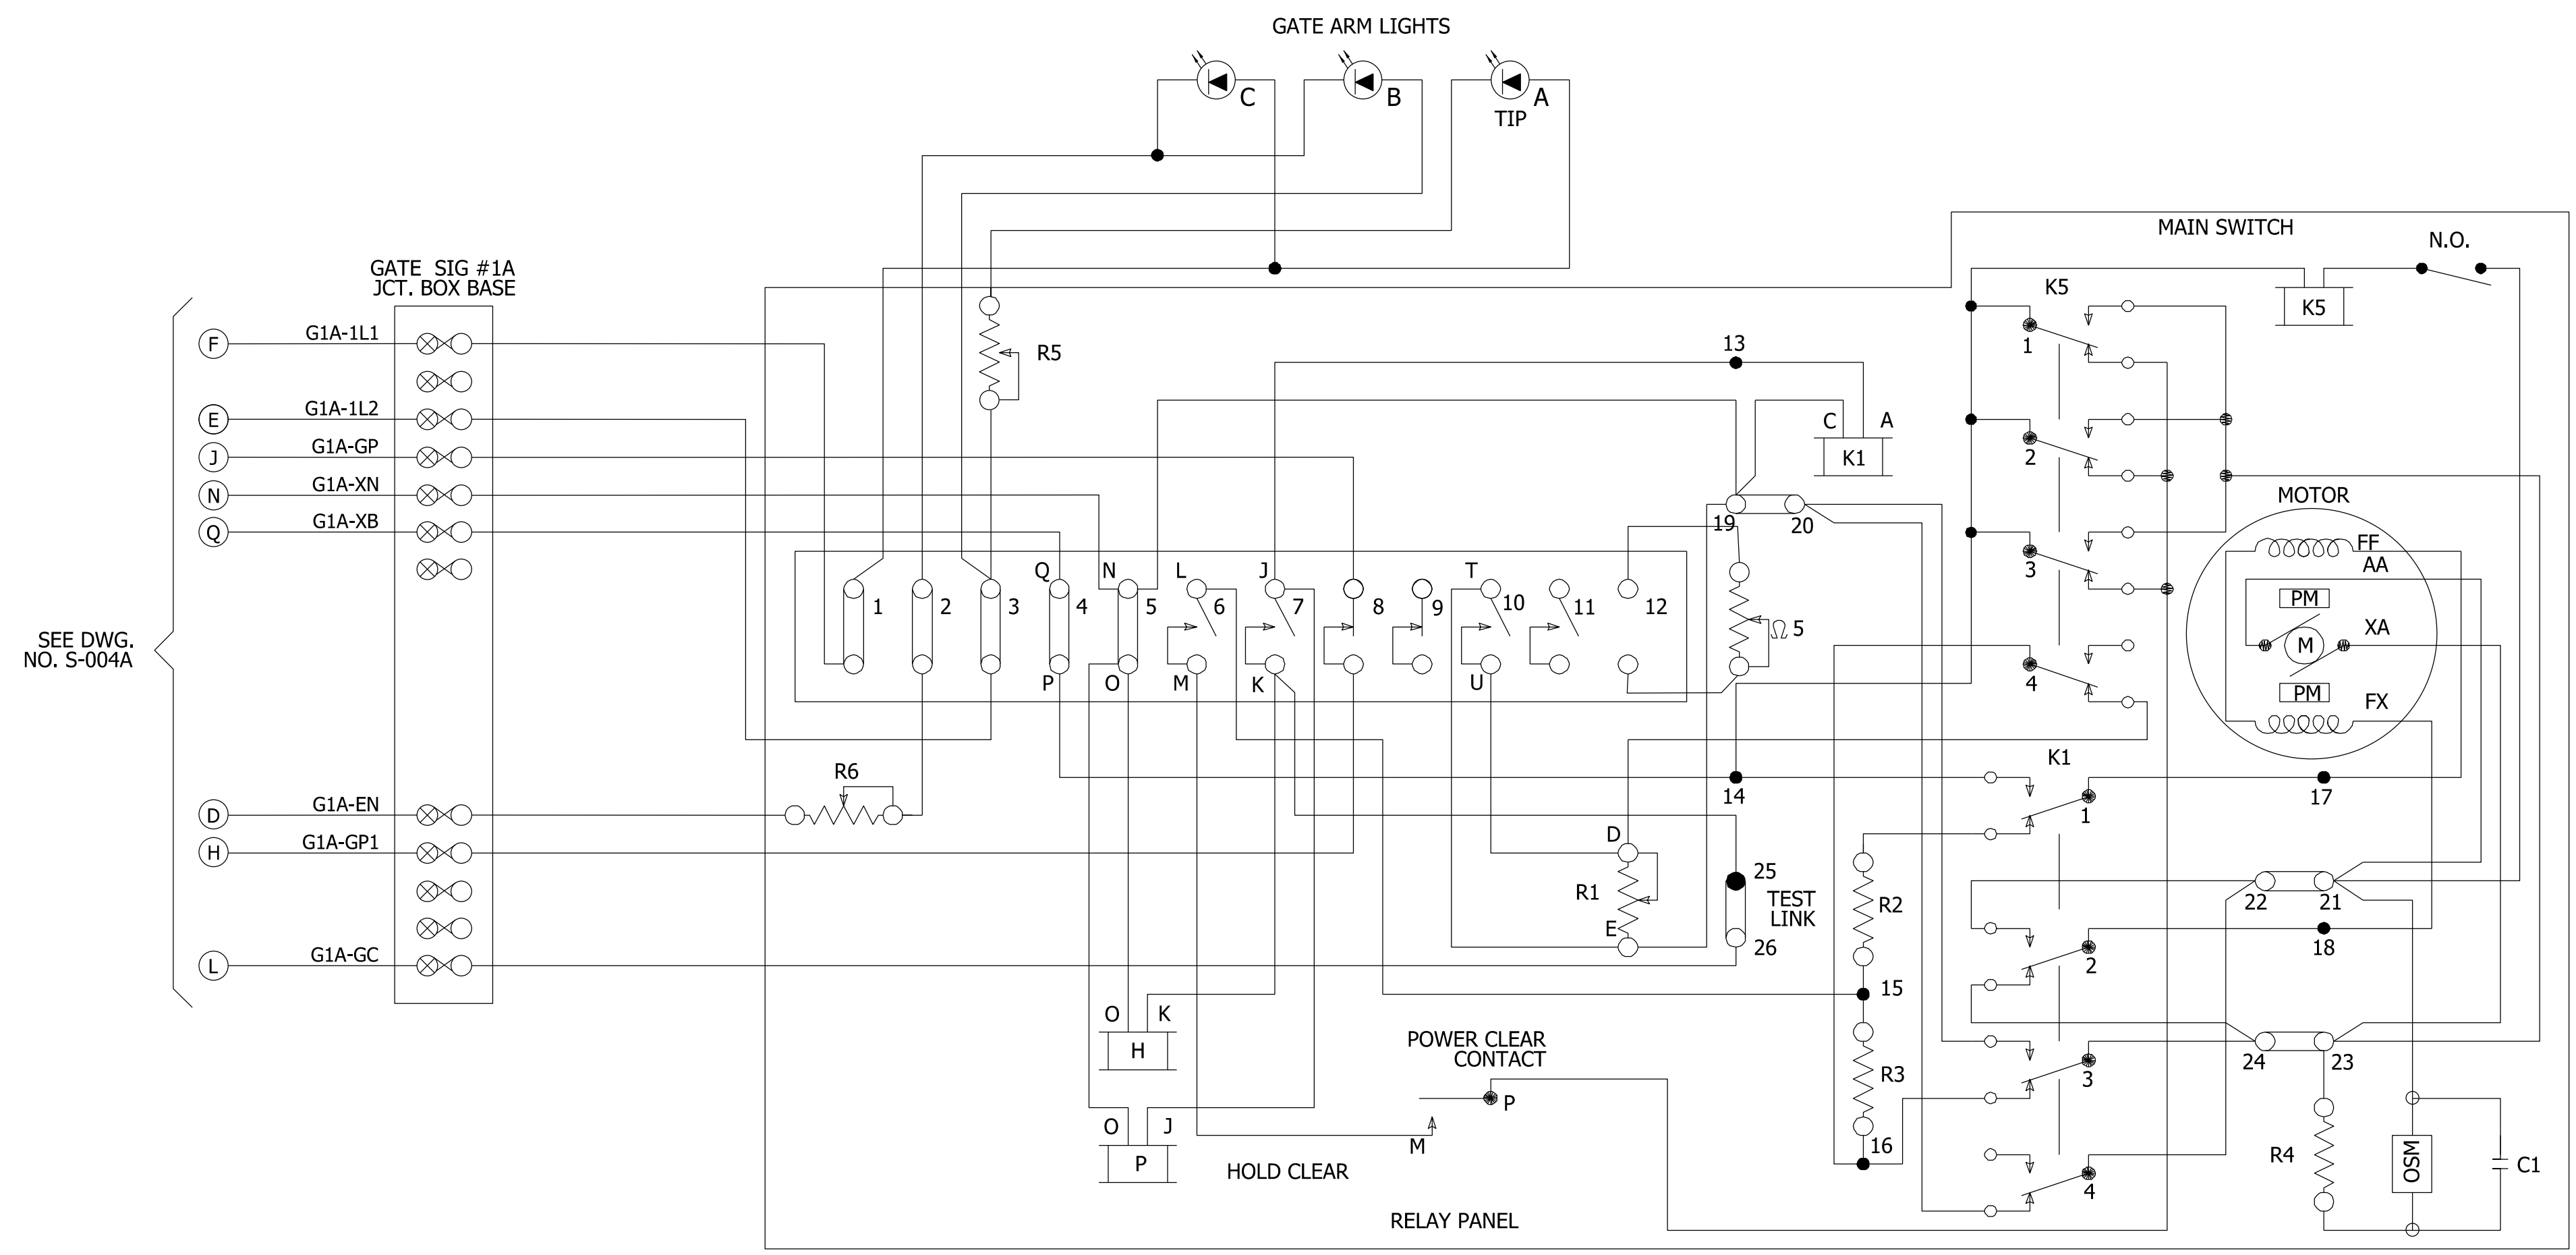 GATE ARM LIGHTS
C
B
A
TIP
MAIN SWITCH
N.O.
GATE SIG #1A
JCT. BOX BASE
K5
K5
F
G1A-1L1
R5
13
1
E
G1A-1L2
C
A
J
G1A-GP
K1
2
N
G1A-XN
MOTOR
Q
G1A-XB
19
20
FF
AA
Q
N
L
J
T
3
PM
1
2
3
4
5
6
7
8
9
10
11
12
Ω 5
XA
M
SEE DWG.
NO. S-004A
P
O
M
K
U
4
PM
FX
R6
K1
14
17
D
G1A-EN
1
D
H
G1A-GP1
25
R1
TEST
LINK
R2
22
21
E
26
18
L
G1A-GC
2
15
O
K
H
POWER CLEAR
CONTACT
24
23
R3
3
P
O
J
M
16
P
HOLD CLEAR
R4
OSM
C1
4
RELAY PANEL